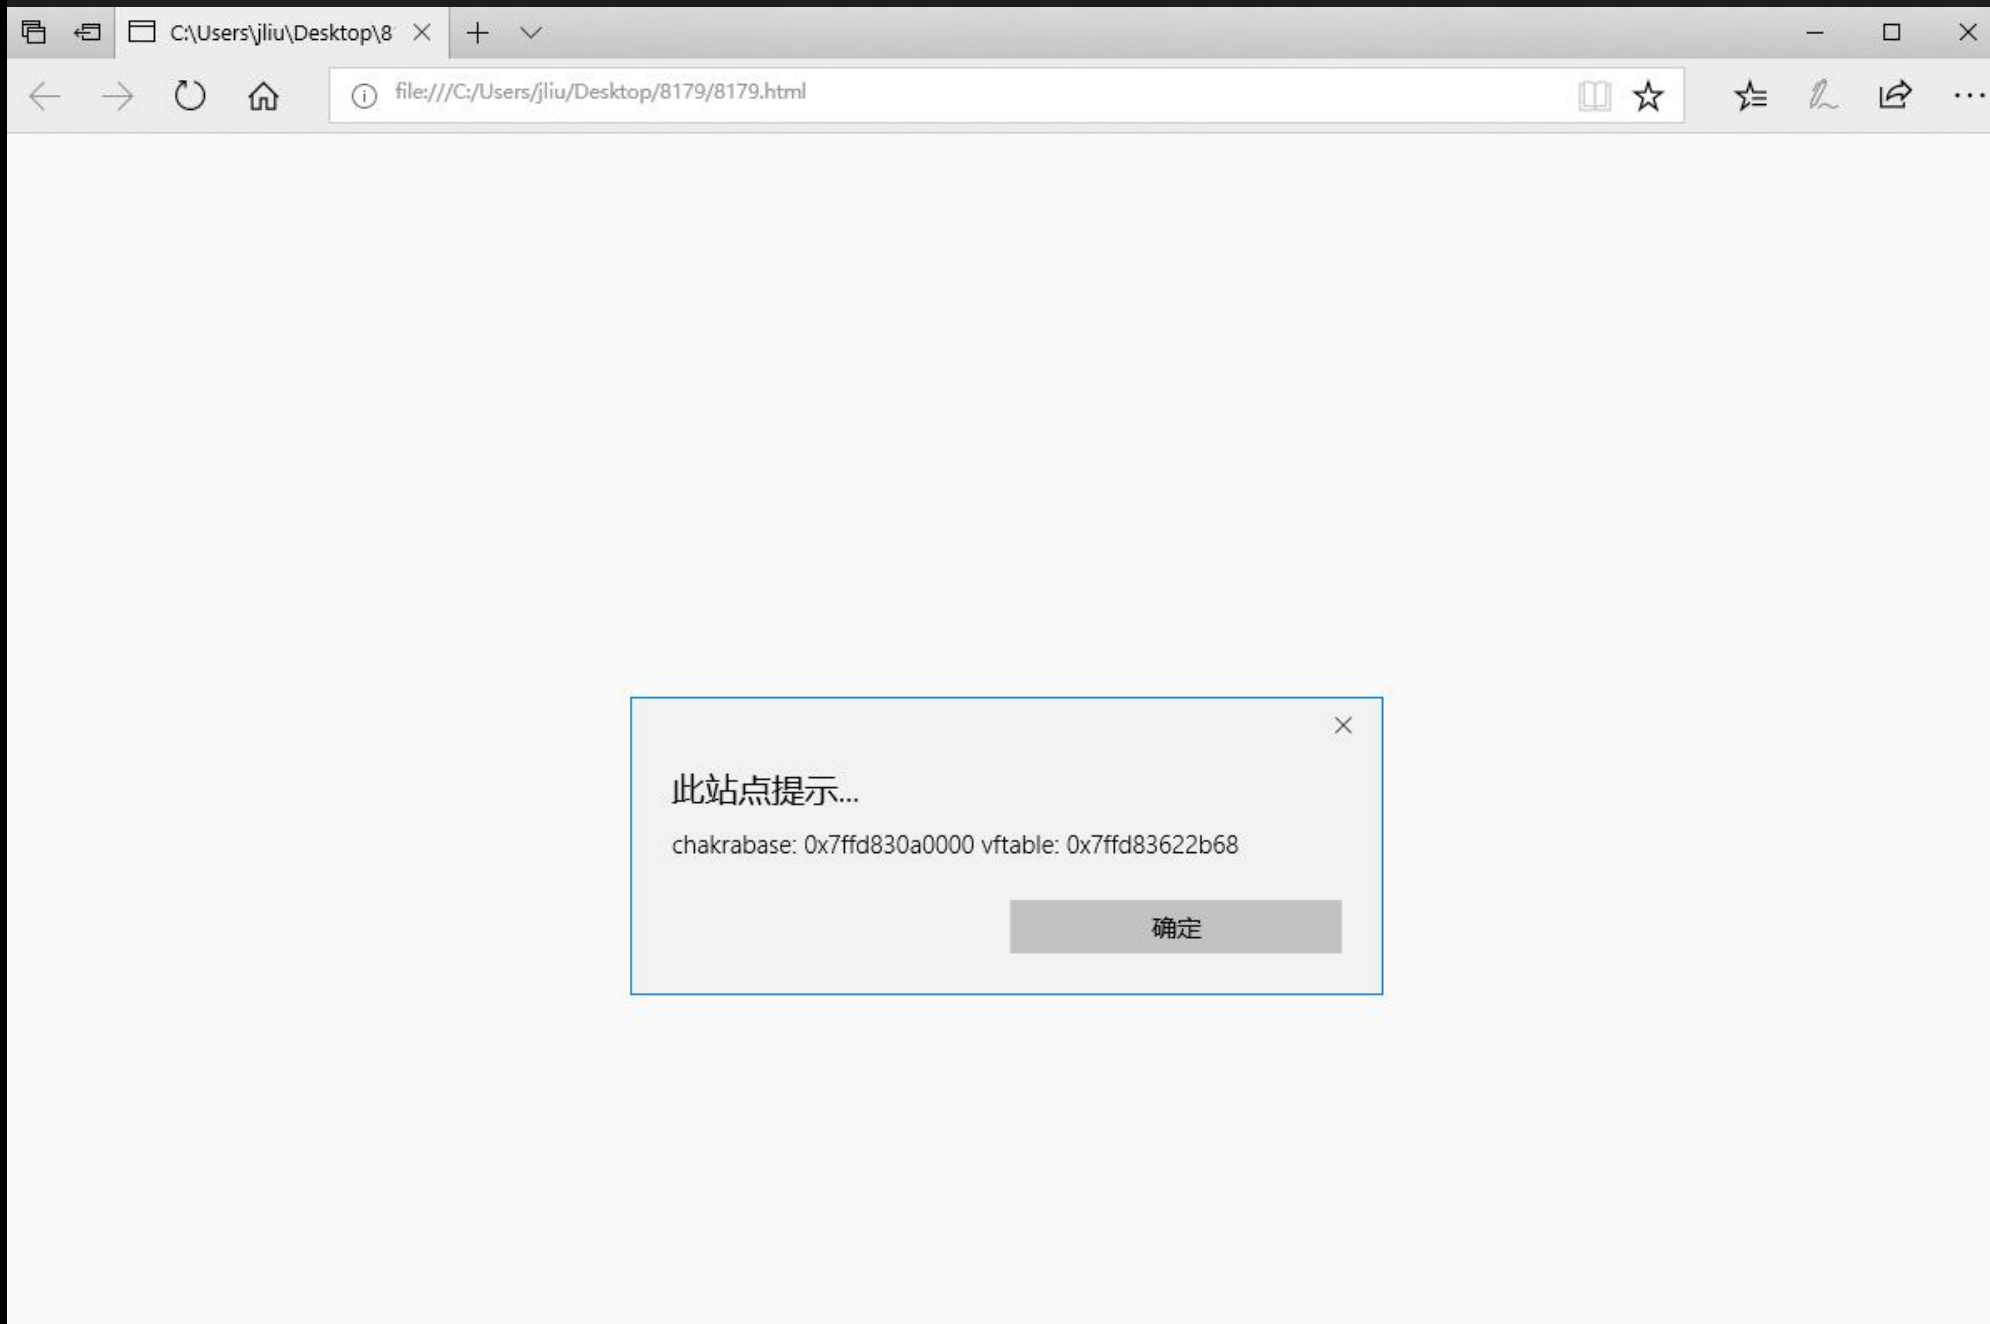 C:\Users\jliu\Desktop\8
file:///C:/Users/jliu/Desktop/8179/8179.html
此站点提示...
chakrabase: 0x7ffd830a0000 vftable: 0x7ffd83622b68
确定